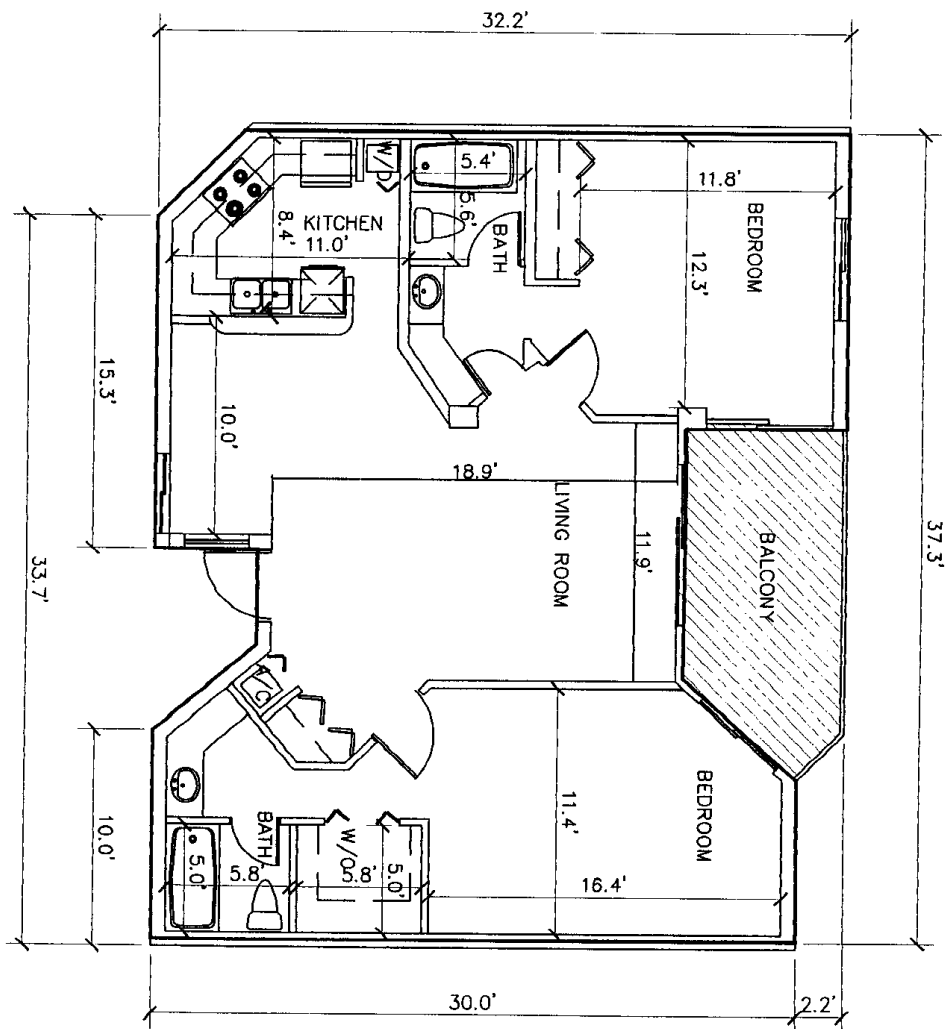 32.2'
W/D
5.4'
11.8'
5.6'
KITCHEN
8.4'
11.0'
BATH
BEDROOM
12.3'
15.3'
10.0'
18.9'
LIVING ROOM
11.9'
BALCONY
37.3'
33.7'
A/C
BEDROOM
11.4'
10.0'
BATH
W/O
5.0'
5.8'
5.8'
5.0'
16.4'
30.0'
2.2'